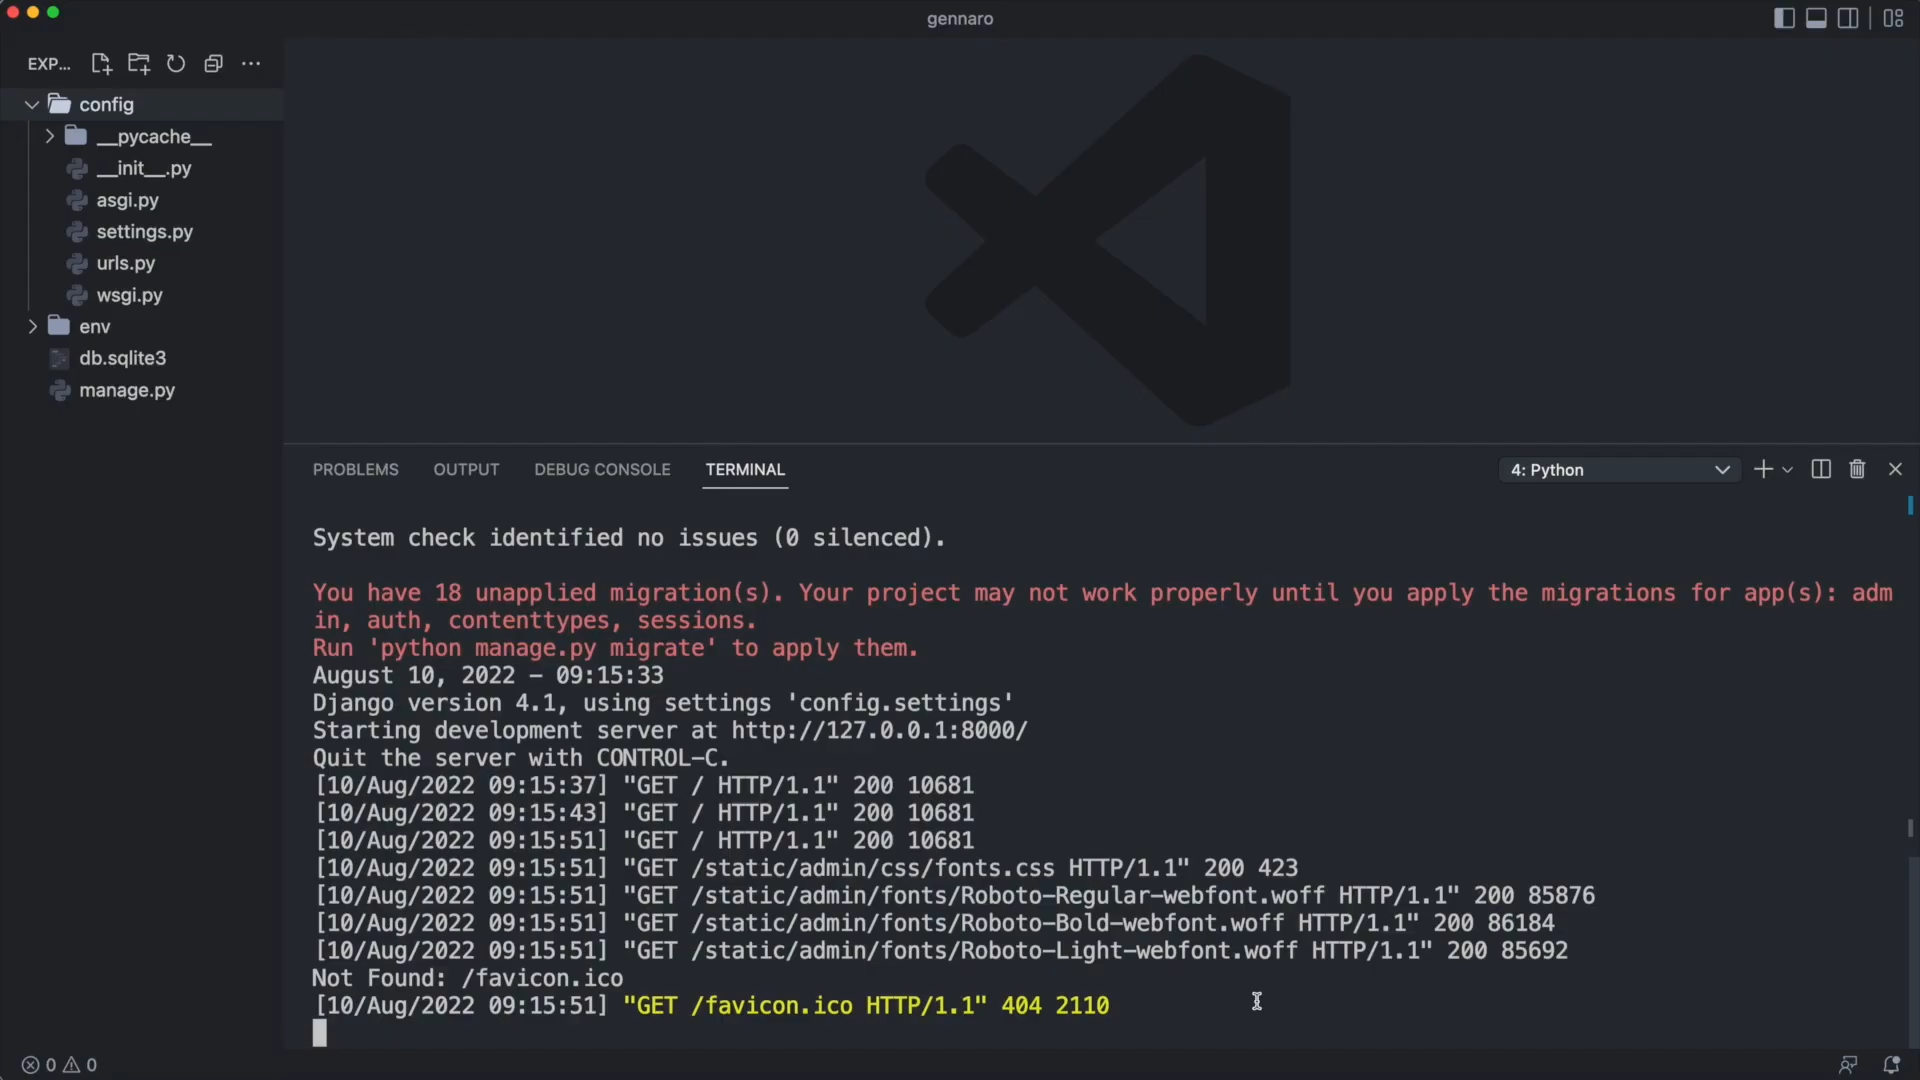 gennaro
EXP...
config
__pycache__
__init__.py
asgi.py
settings.py
urls.py
wsgi.py
env
db.sqlite3
manage.py
PROBLEMS OUTPUT DEBUG CONSOLE TERMINAL 4: Python
System check identified no issues (0 silenced).
You have 18 unapplied migration(s). Your project may not work properly until you apply the migrations for app(s): adm
in, auth, contenttypes, sessions.
Run 'python manage.py migrate' to apply them.
August 10, 2022 - 09:15:33
Django version 4.1, using settings 'config.settings'
Starting development server at http://127.0.0.1:8000/
Quit the server with CONTROL-C.
[10/Aug/2022 09:15:37] "GET / HTTP/1.1" 200 10681
[10/Aug/2022 09:15:43] "GET / HTTP/1.1" 200 10681
[10/Aug/2022 09:15:51] "GET / HTTP/1.1" 200 10681
[10/Aug/2022 09:15:51] "GET /static/admin/css/fonts.css HTTP/1.1" 200 423
[10/Aug/2022 09:15:51] "GET /static/admin/fonts/Roboto-Regular-webfont.woff HTTP/1.1" 200 85876
[10/Aug/2022 09:15:51] "GET /static/admin/fonts/Roboto-Bold-webfont.woff HTTP/1.1" 200 86184
[10/Aug/2022 09:15:51] "GET /static/admin/fonts/Roboto-Light-webfont.woff HTTP/1.1" 200 85692
Not Found: /favicon.ico
[10/Aug/2022 09:15:51] "GET /favicon.ico HTTP/1.1" 404 2110
0 0